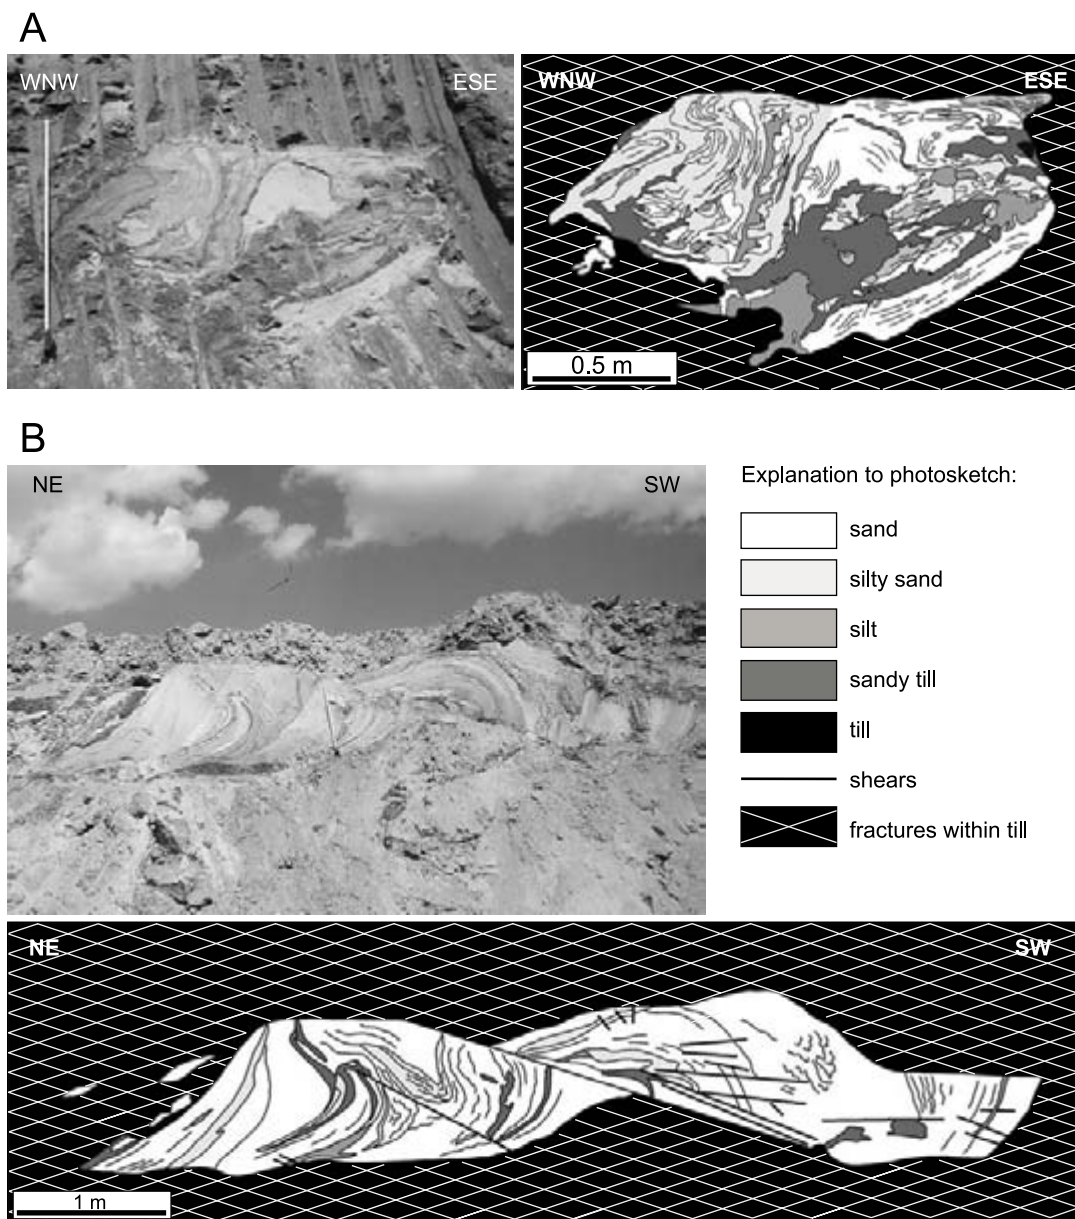 A
WNW ESE
WNW ESE
0.5 m
B
NE SW
Explanation to photosketch:
sand
silty sand
silt
sandy till
till
shears
fractures within till
NE SW
1 m